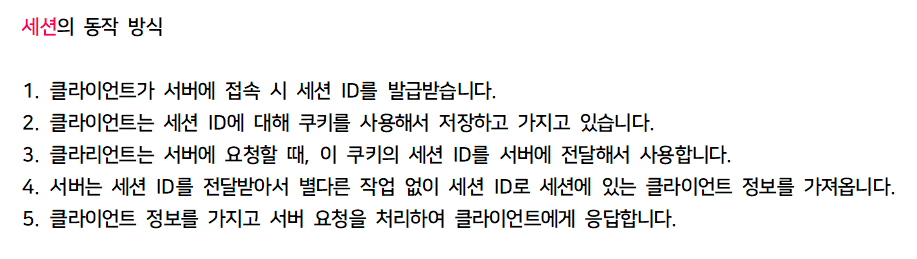 세션의 동작 방식
1. 클라이언트가 서버에 접속 시 세션 ID를 발급받습니다.
2. 클라이언트는 세션 ID에 대해 쿠키를 사용해서 저장하고 가지고 있습니다.
3. 클라리언트는 서버에 요청할 때, 이 쿠키의 세션 ID를 서버에 전달해서 사용합니다.
4. 서버는 세션 ID를 전달받아서 별다른 작업 없이 세션 ID로 세션에 있는 클라이언트 정보를 가져옵니다.
5. 클라이언트 정보를 가지고 서버 요청을 처리하여 클라이언트에게 응답합니다.